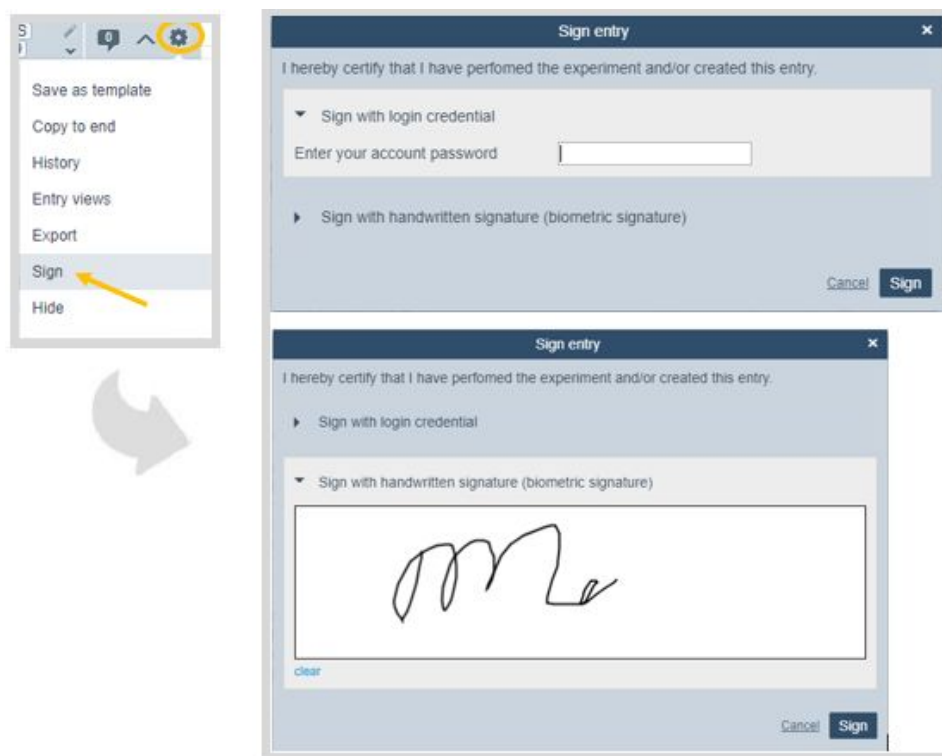 S
0
Save as template
Copy to end
History
Entry views
Export
Sign
Hide
Sign entry
I hereby certify that I have perfomed the experiment and/or created this entry.
Sign with login credential
Enter your account password
Sign with handwritten signature (biometric signature)
Cancel Sign
Sign entry
I hereby certify that I have perfomed the experiment and/or created this entry.
Sign with login credential
Sign with handwritten signature (biometric signature)
clear
Cancel Sign